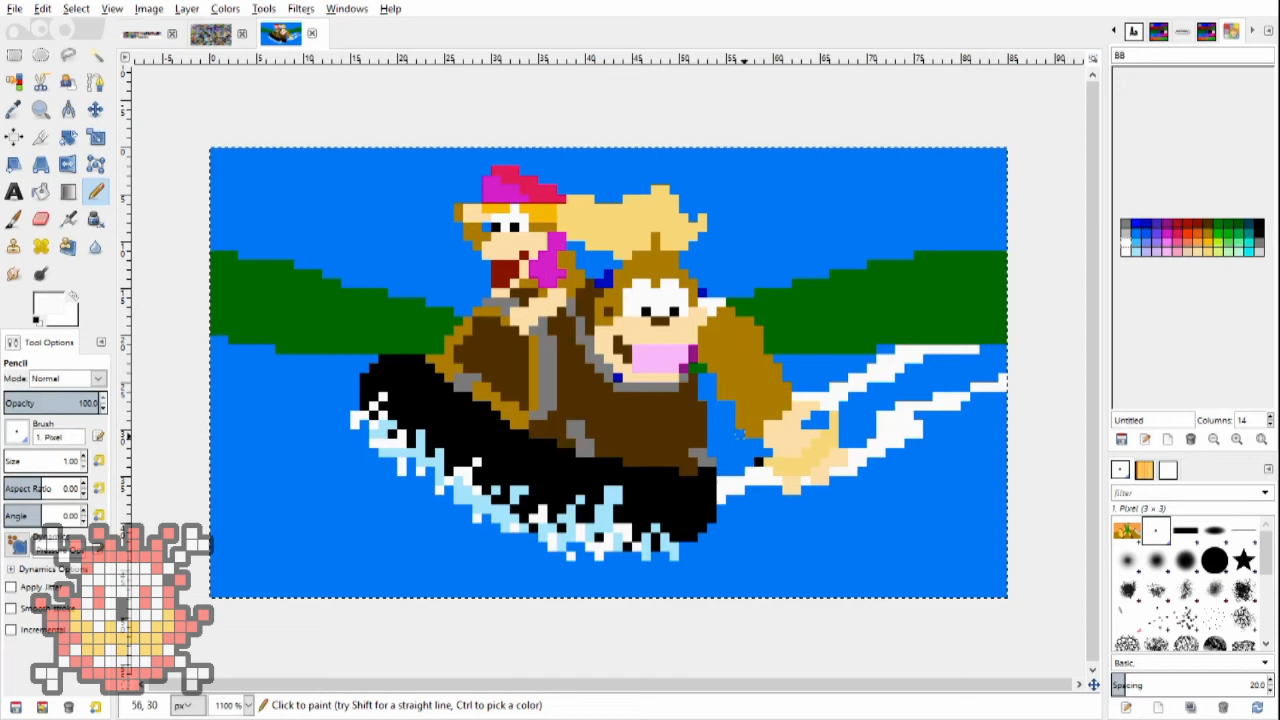 File Edit Select View Image Layer Colors Tools Filters Windows Help
BB
Tool Options
Pencil
Mode: Normal
Opacity 100.0
Brush
1. Pixel
Size 1.00
Aspect Ratio 0.00
Angle 0.00
Dynamics
Pressure Op
Dynamics Options
Apply Jitter
Smooth stroke
Incremental
Untitled Columns: 14
filter
1. Pixel (3 × 3)
Basic,
Spacing 20.0
56, 30 px 1100 % Click to paint (try Shift for a straight line, Ctrl to pick a color)